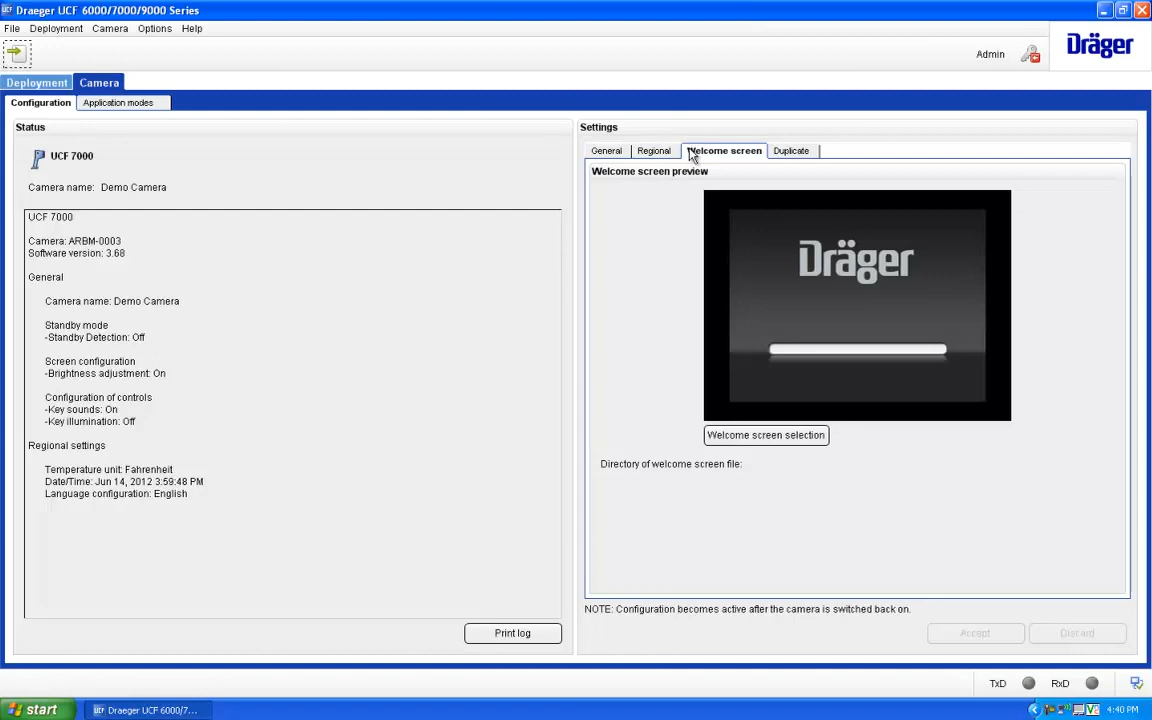 UCF Draeger UCF 6000/7000/9000 Series
File Deployment Camera Options Help
Admin
Dräger
Deployment Camera
Configuration Application modes
Status
UCF 7000
Camera name: Demo Camera
UCF 7000
Camera: ARBM-0003
Software version: 3.68
General
Camera name: Demo Camera
Standby mode
-Standby Detection: Off
Screen configuration
-Brightness adjustment: On
Configuration of controls
-Key sounds: On
-Key illumination: Off
Regional settings
Temperature unit: Fahrenheit
Date/Time: Jun 14, 2012 3:59:48 PM
Language configuration: English
Print log
Settings
General Regional Welcome screen Duplicate
Welcome screen preview
Dräger
Welcome screen selection
Directory of welcome screen file:
NOTE: Configuration becomes active after the camera is switched back on.
Accept Discard
TxD RxD
start UCF Draeger UCF 6000/7... 4:40 PM